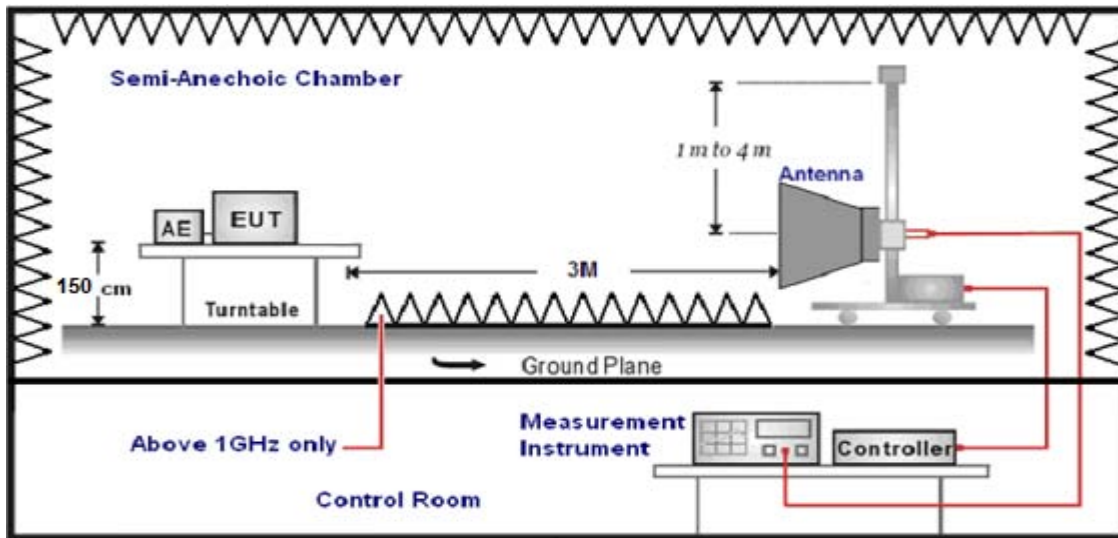 Semi-Anechoic Chamber
1 m to 4 m
Antenna
AE
EUT
150 cm
3M
Turntable
Ground Plane
Above 1GHz only
Measurement
Instrument
Controller
Control Room